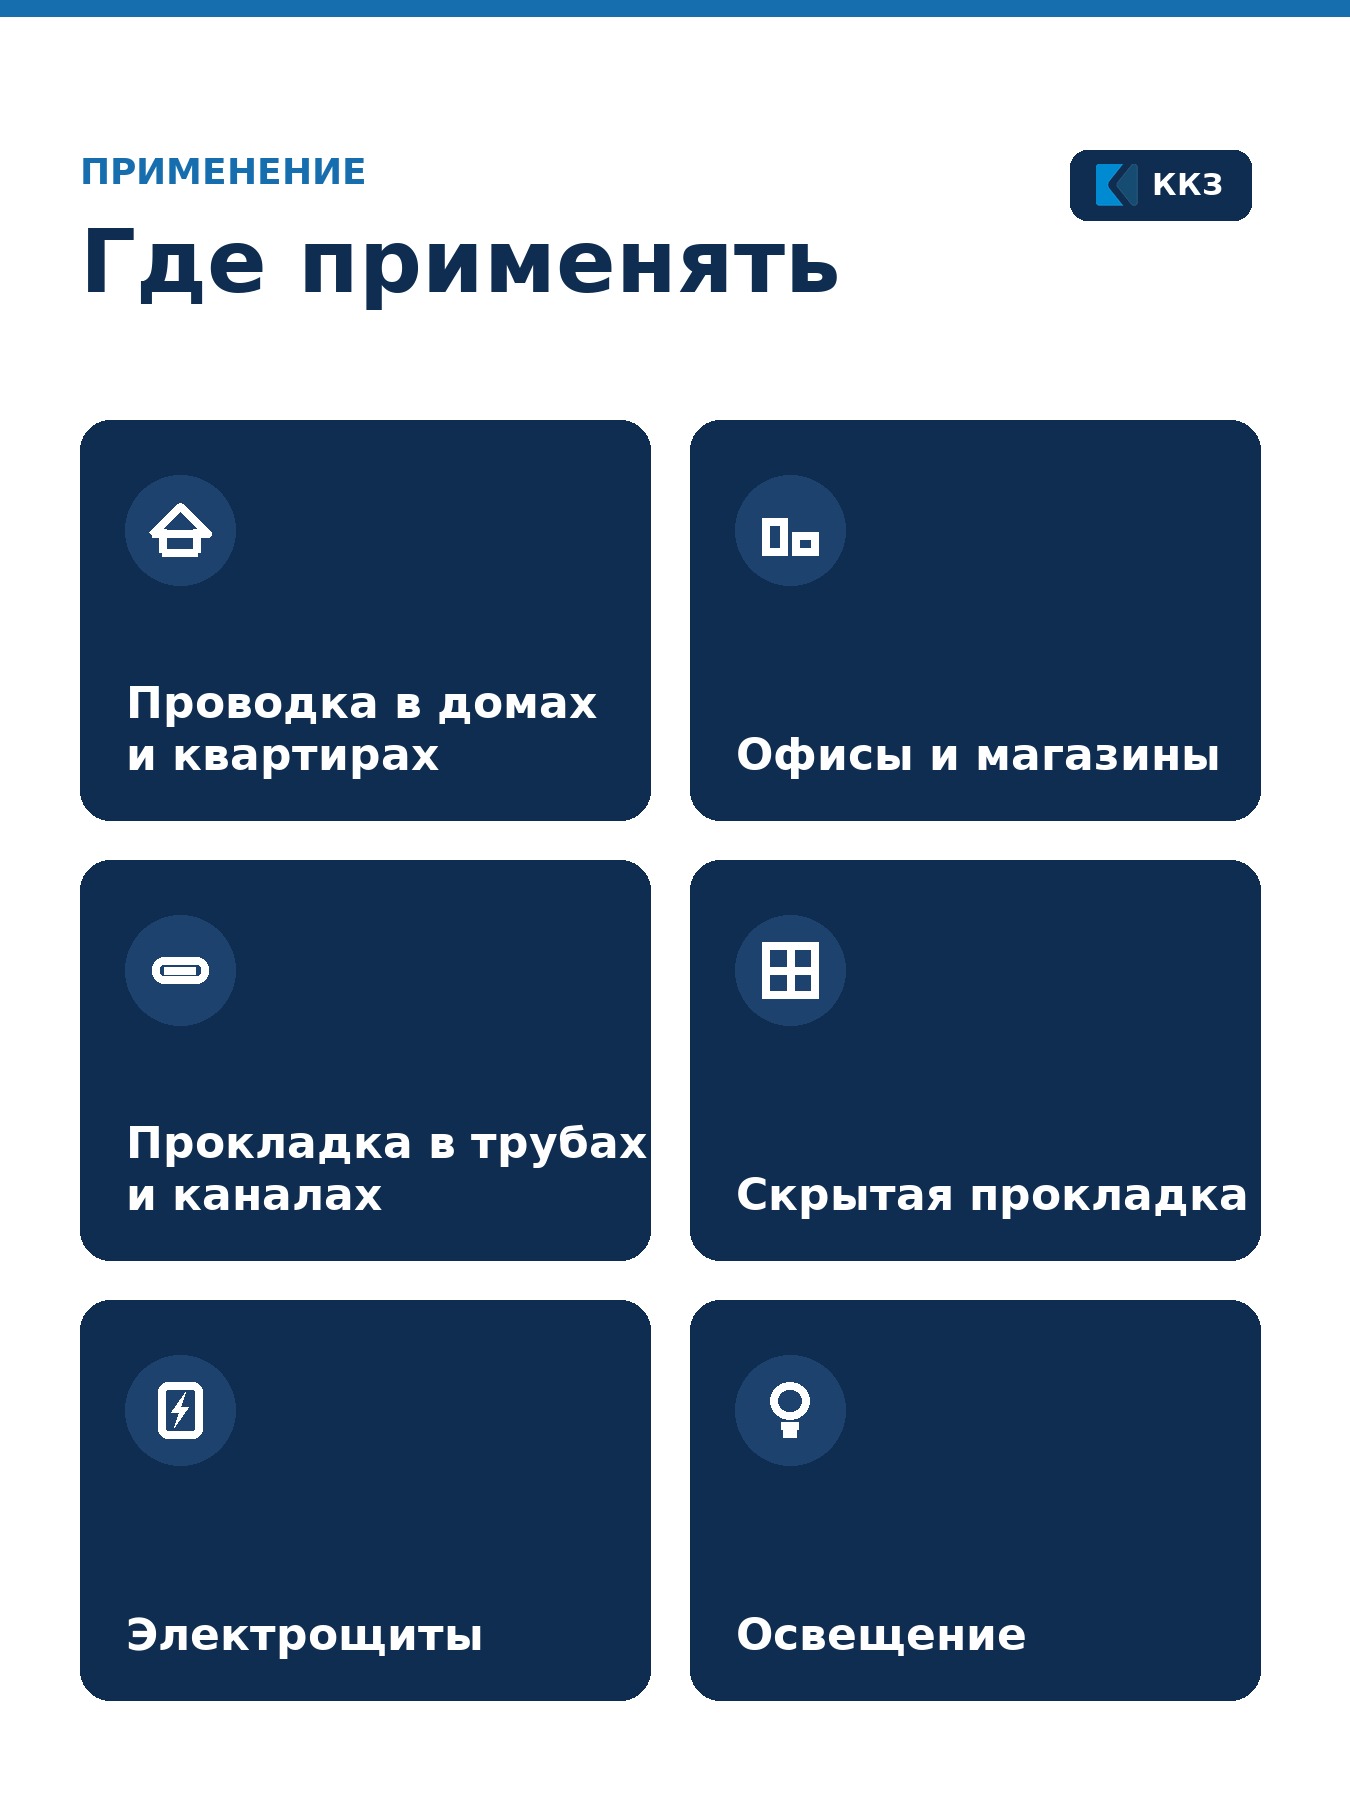 ПРИМЕНЕНИЕ
ККЗ
Где применять
Проводка в домах
и квартирах
Офисы и магазины
Прокладка в трубах
и каналах
Скрытая прокладка
Электрощиты
Освещение